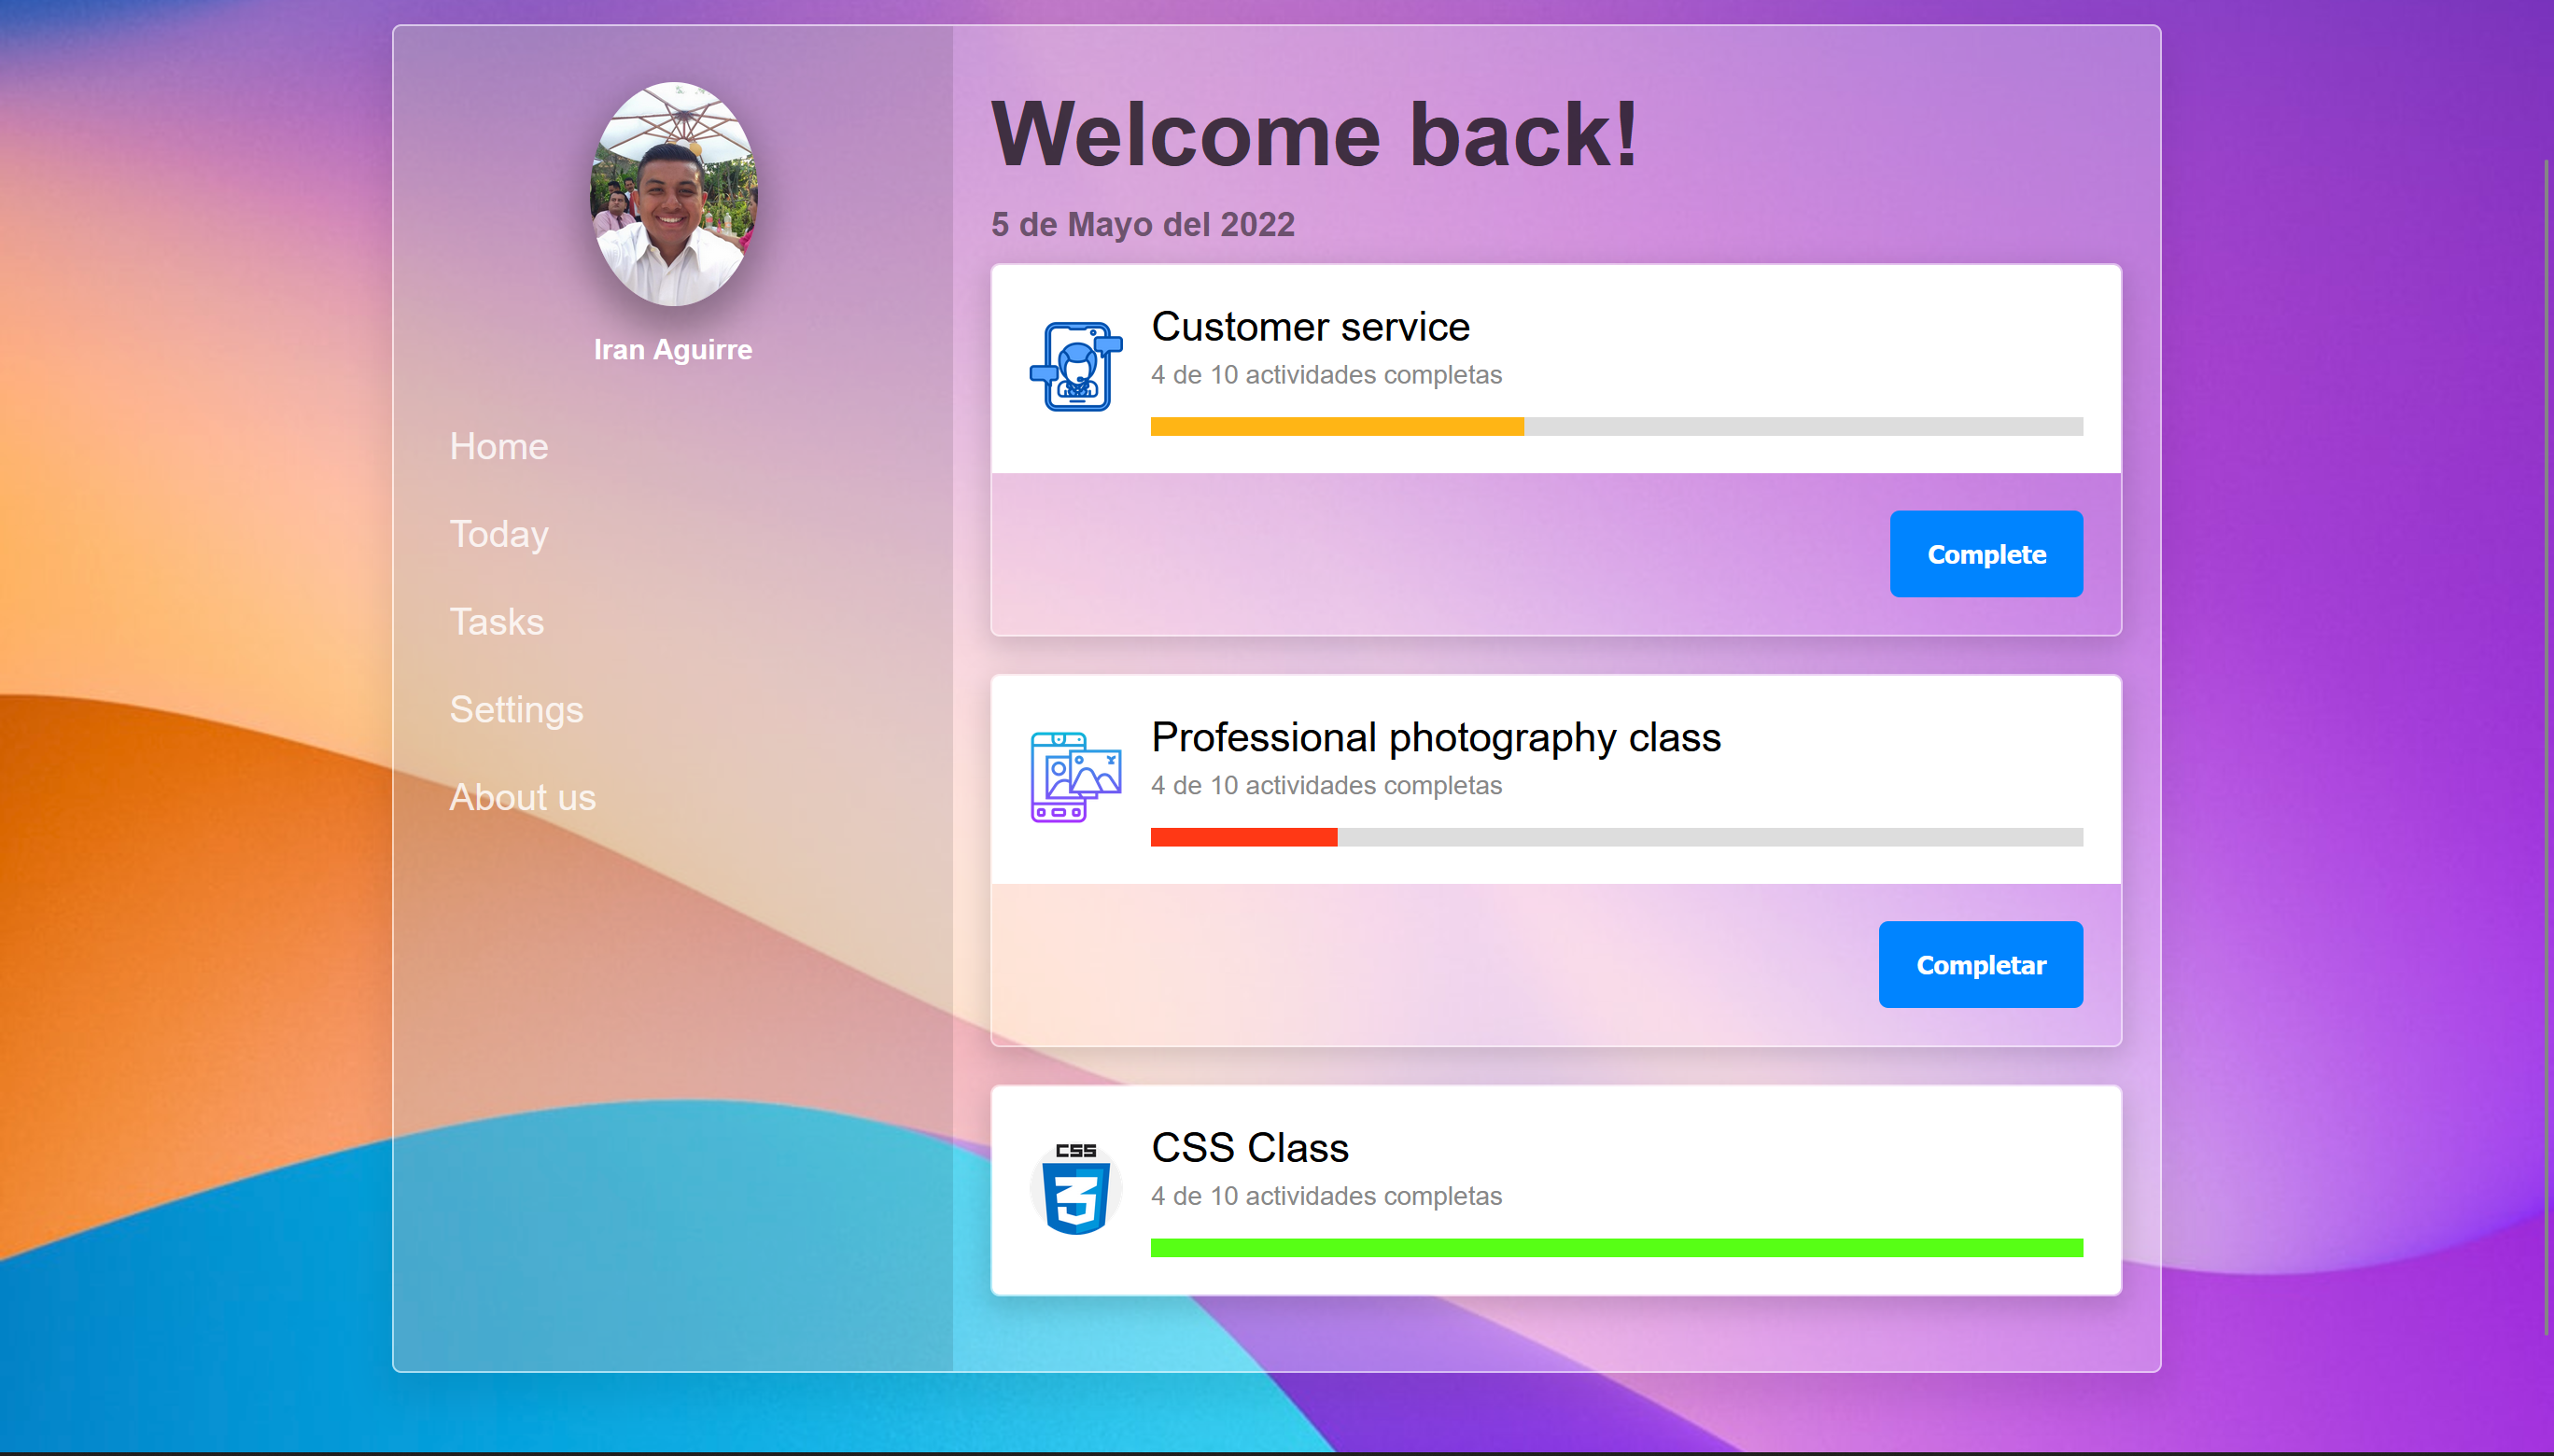 Iran Aguirre
Home
Today
Tasks
Settings
About us
Welcome back!
5 de Mayo del 2022
Customer service
4 de 10 actividades completas
Complete
Professional photography class
4 de 10 actividades completas
Completar
CSS
3
CSS Class
4 de 10 actividades completas